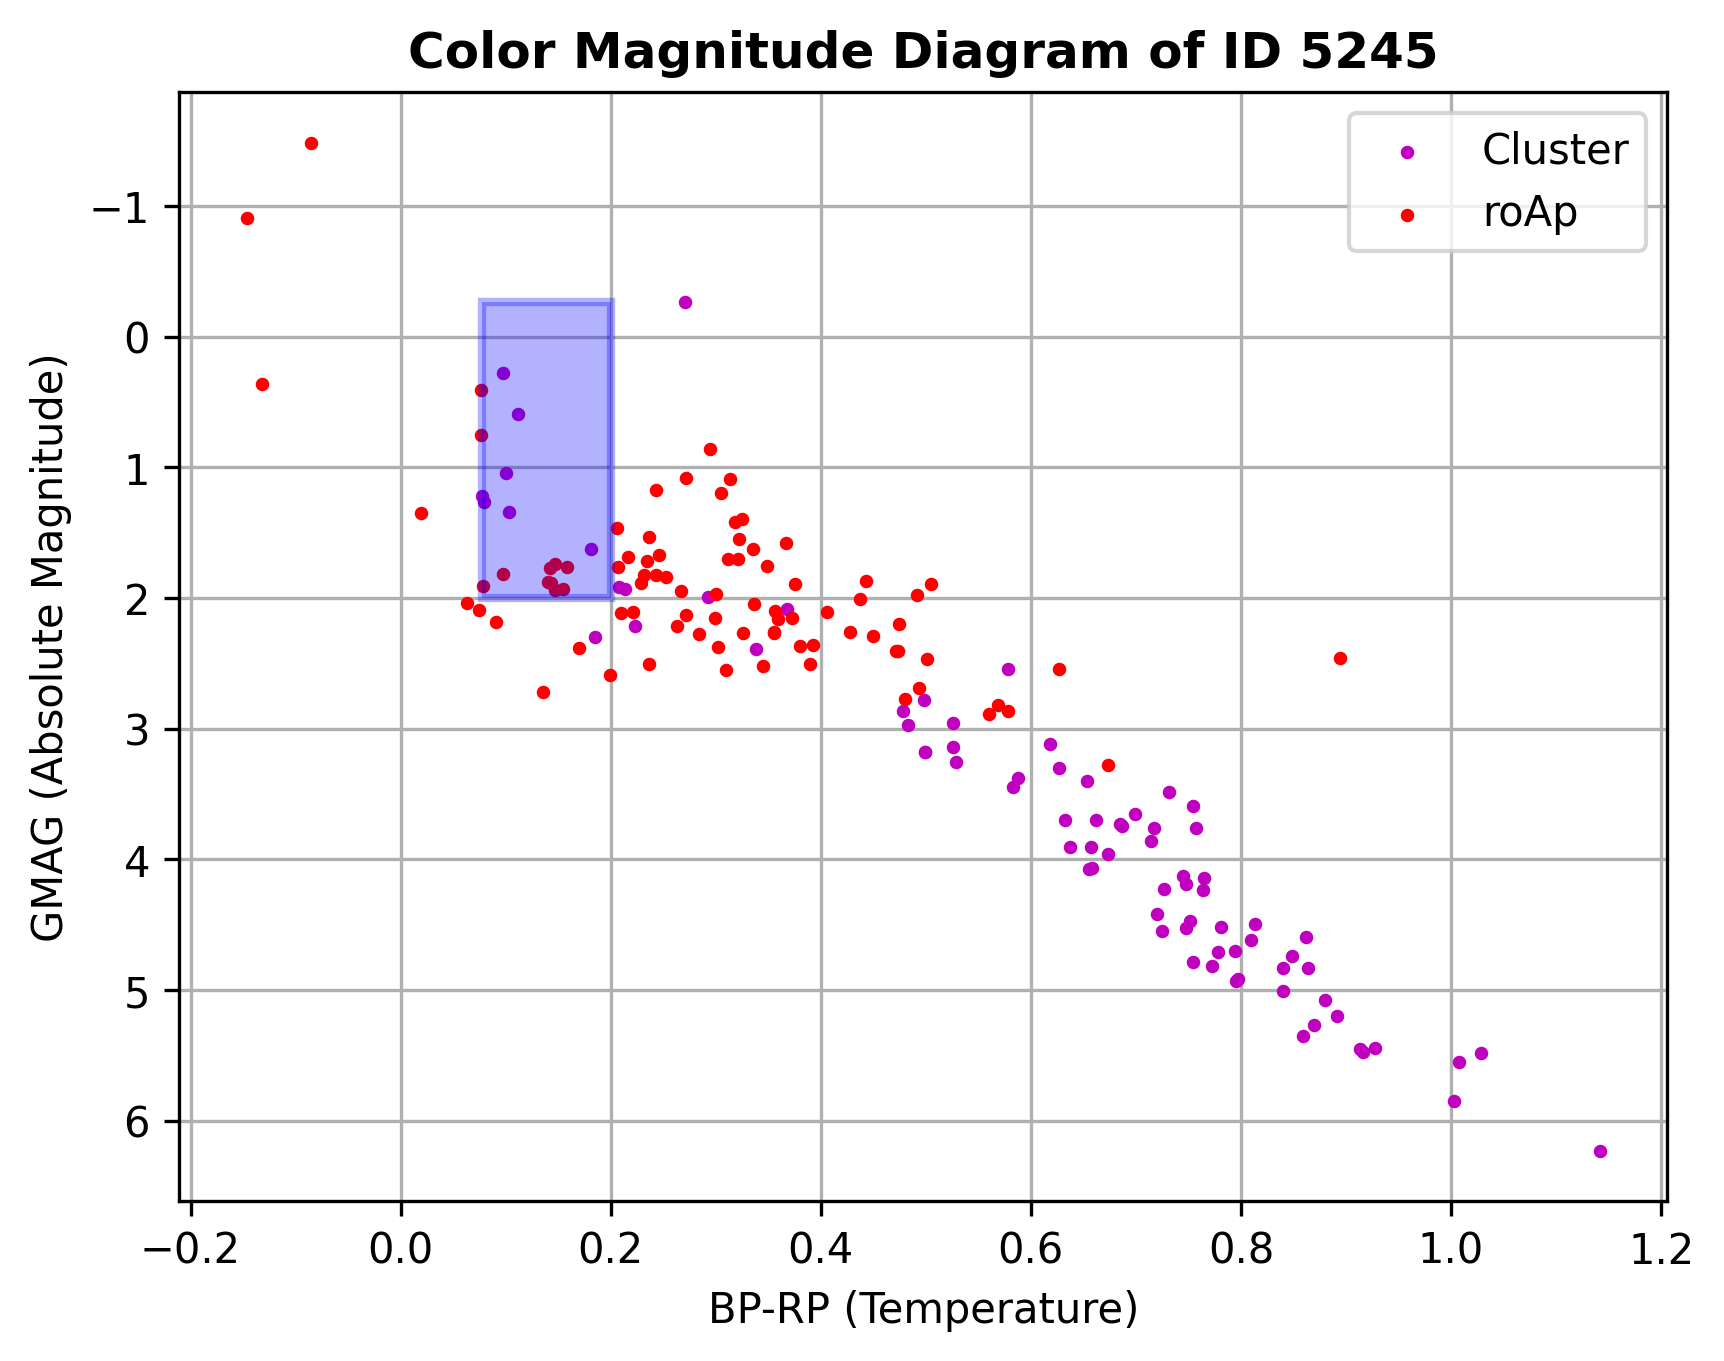 Color Magnitude Diagram of ID 5245
Cluster
roAp
GMAG (Absolute Magnitude)
−1
0
1
2
3
4
5
6
−0.2 0.0 0.2 0.4 0.6 0.8 1.0 1.2
BP-RP (Temperature)